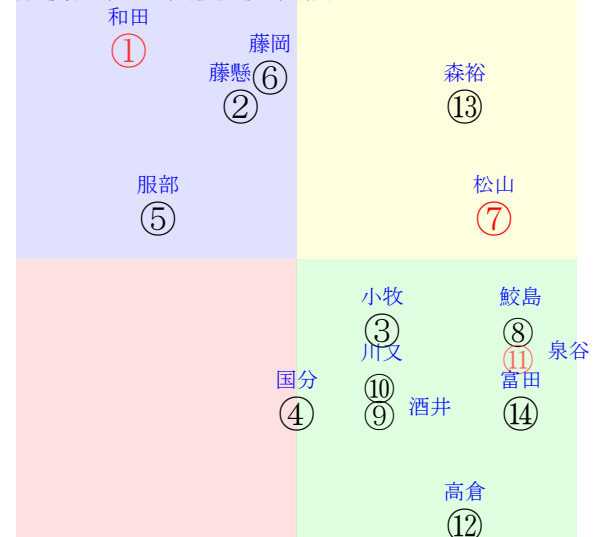 和田
①
藤岡
藤懸⑥
②
森裕
⑬
服部
⑤
松山
⑦
小牧
③
鮫島
⑧
川又
⑪
泉谷
国分
④
⑩
⑨
酒井
富田
⑭
高倉
⑫